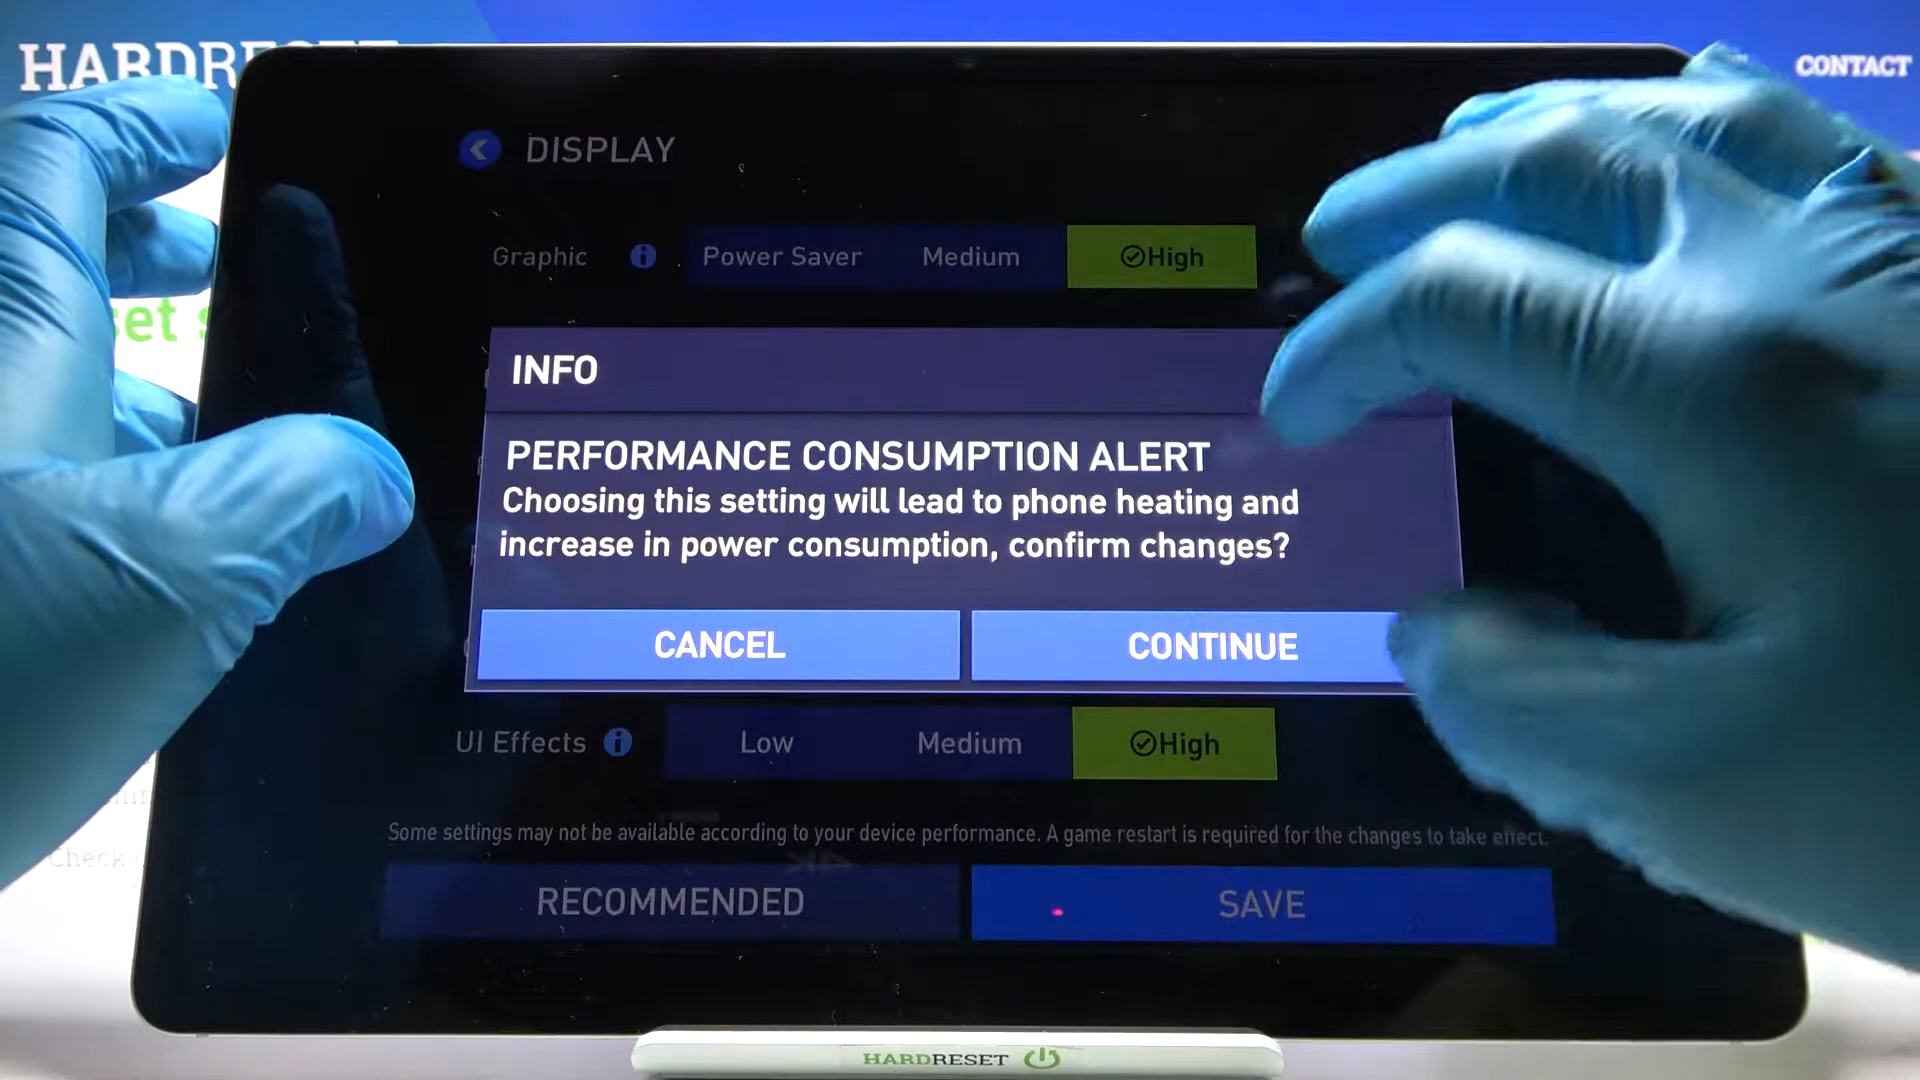 HARDRESET
CONTACT
DISPLAY
Graphic
Power Saver
Medium
High
set
INFO
PERFORMANCE CONSUMPTION ALERT
Choosing this setting will lead to phone heating and
increase in power consumption, confirm changes?
CANCEL
CONTINUE
UI Effects
Low
Medium
High
Some settings may not be available according to your device performance. A game restart is required for the changes to take effect.
Check
RECOMMENDED
SAVE
HARDRESET